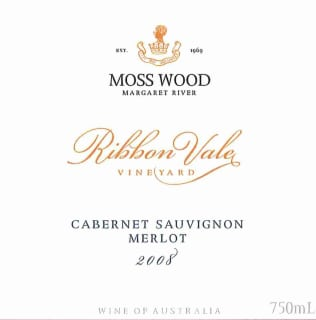 EST. 1969
MOSS WOOD
MARGARET RIVER
Ribbon Vale
VINEYARD
CABERNET SAUVIGNON
MERLOT
2008
WINE OF AUSTRALIA 750mL